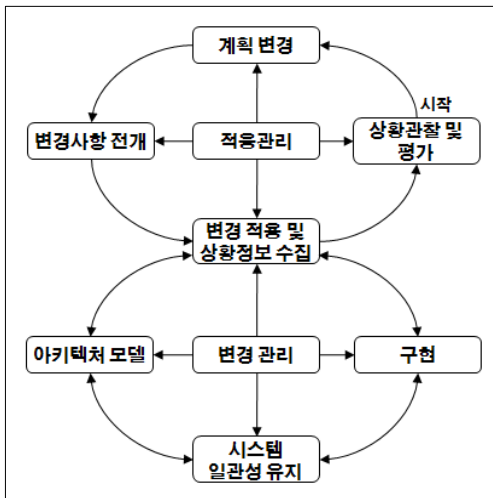 계획 변경
시작
변경사항 전개
적응관리
상황관찰 및
평가
변경 적용 및
상황정보 수집
아키텍처 모델
변경 관리
구현
시스템
일관성 유지